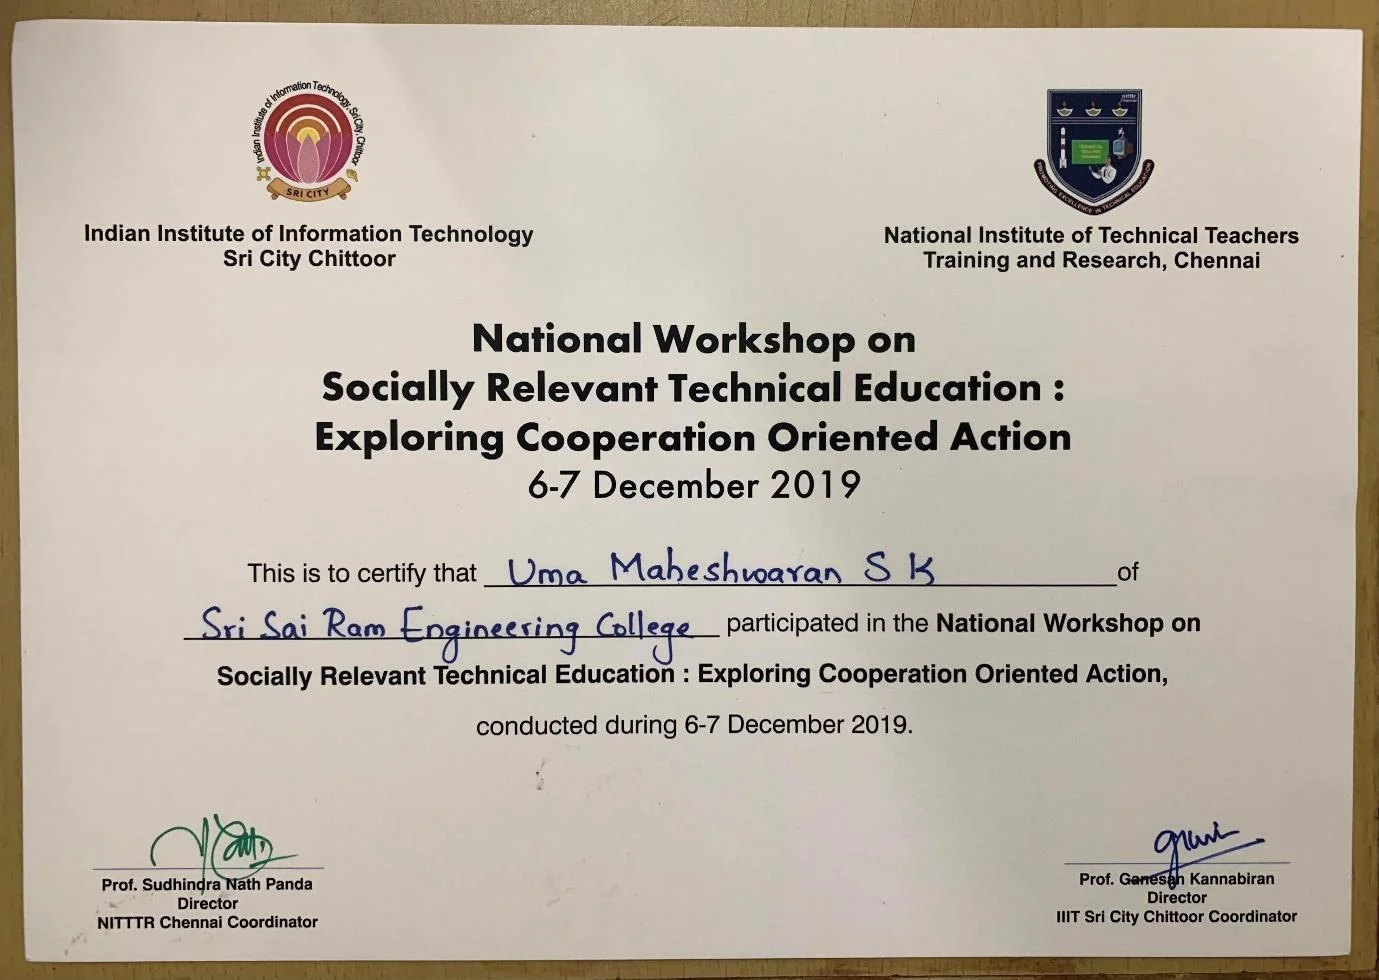 Indian Institute of Information Technology, Sri City, Chittoor
SRI CITY
Indian Institute of Information Technology
Sri City Chittoor
nitttr
Chennai
TECHNICAL
TEACHER
TRAINING
PROMOTING EXCELLENCE IN TECHNICAL EDUCATION
National Institute of Technical Teachers
Training and Research, Chennai
National Workshop on
Socially Relevant Technical Education :
Exploring Cooperation Oriented Action
6-7 December 2019
This is to certify that Uma Maheshwaran S K of
Sri Sai Ram Engineering College participated in the National Workshop on
Socially Relevant Technical Education : Exploring Cooperation Oriented Action,
conducted during 6-7 December 2019.
Prof. Sudhindra Nath Panda
Director
NITTTR Chennai Coordinator
Prof. Ganesan Kannabiran
Director
IIIT Sri City Chittoor Coordinator